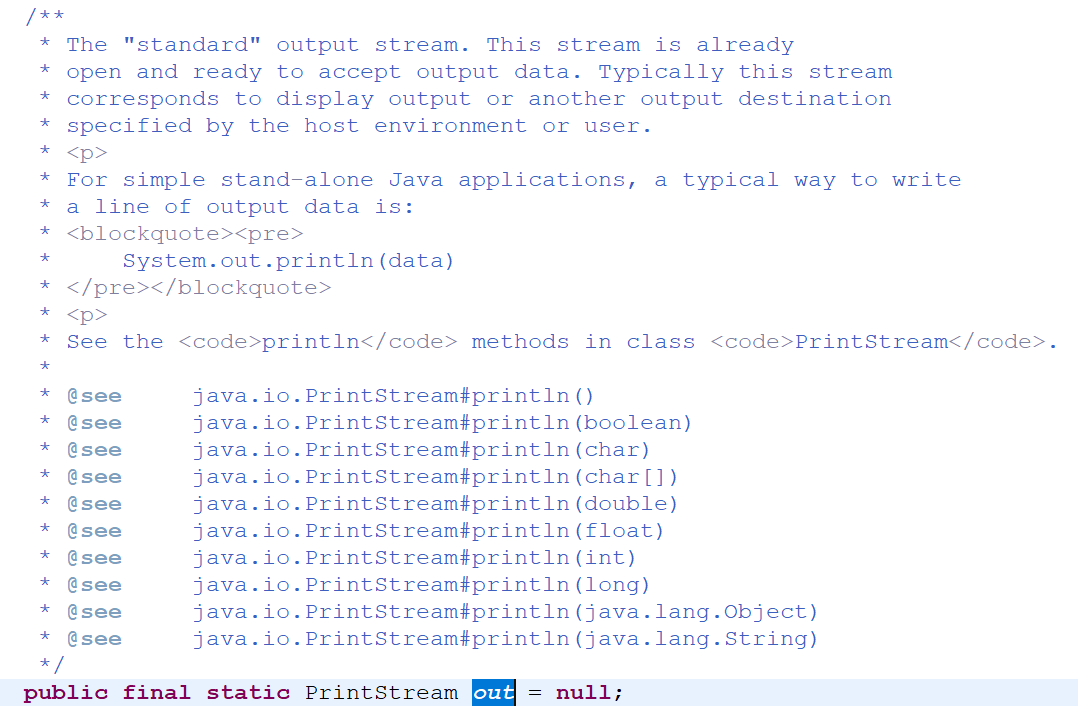 /**
 * The "standard" output stream. This stream is already
 * open and ready to accept output data. Typically this stream
 * corresponds to display output or another output destination
 * specified by the host environment or user.
 * <p>
 * For simple stand-alone Java applications, a typical way to write
 * a line of output data is:
 * <blockquote><pre>
 *     System.out.println(data)
 * </pre></blockquote>
 * <p>
 * See the <code>println</code> methods in class <code>PrintStream</code>.
 *
 * @see     java.io.PrintStream#println()
 * @see     java.io.PrintStream#println(boolean)
 * @see     java.io.PrintStream#println(char)
 * @see     java.io.PrintStream#println(char[])
 * @see     java.io.PrintStream#println(double)
 * @see     java.io.PrintStream#println(float)
 * @see     java.io.PrintStream#println(int)
 * @see     java.io.PrintStream#println(long)
 * @see     java.io.PrintStream#println(java.lang.Object)
 * @see     java.io.PrintStream#println(java.lang.String)
 */
public final static PrintStream out = null;